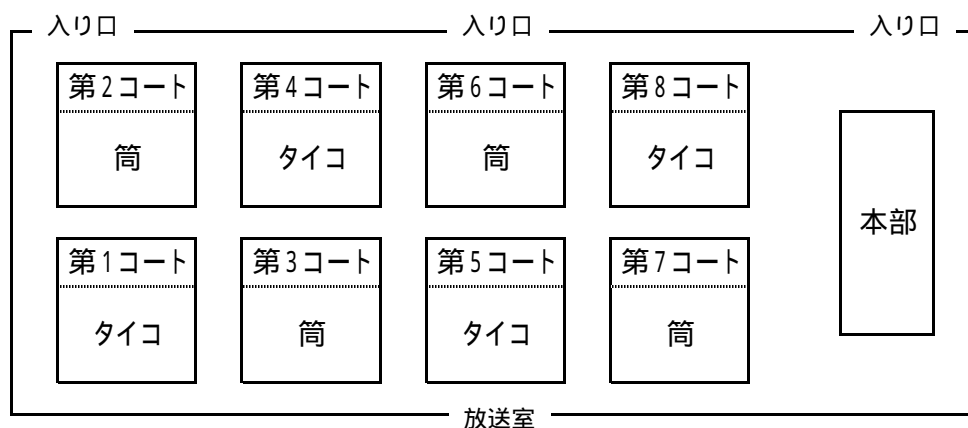 入り口 入り口 入り口
第2コート 第4コート 第6コート 第8コート
筒 タイコ 筒 タイコ
本部
第1コート 第3コート 第5コート 第7コート
タイコ 筒 タイコ 筒
放送室